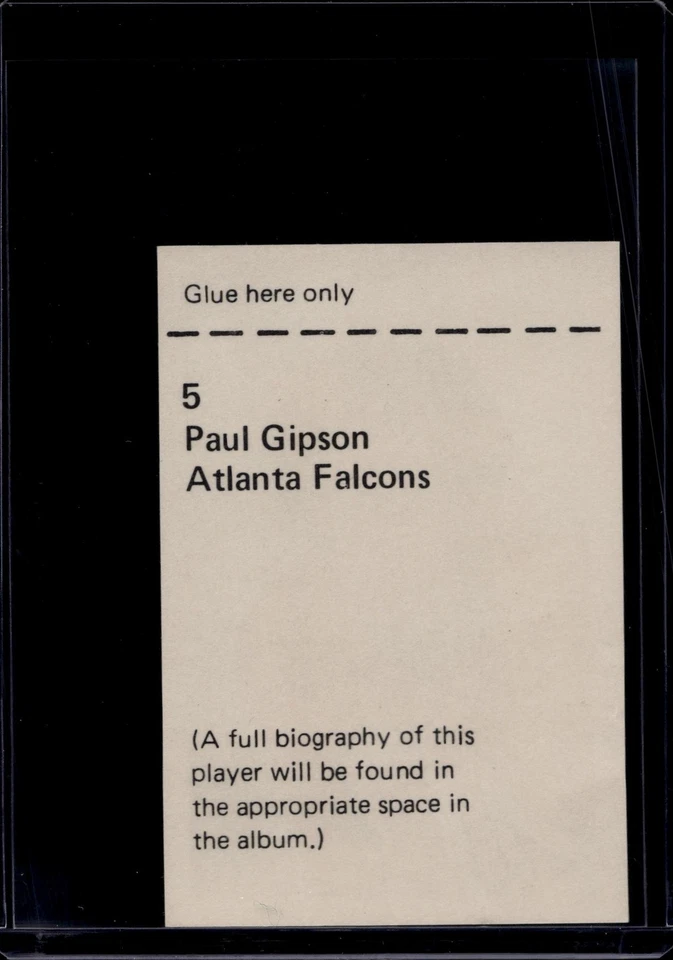 Glue here only
5
Paul Gipson
Atlanta Falcons
(A full biography of this
player will be found in
the appropriate space in
the album.)